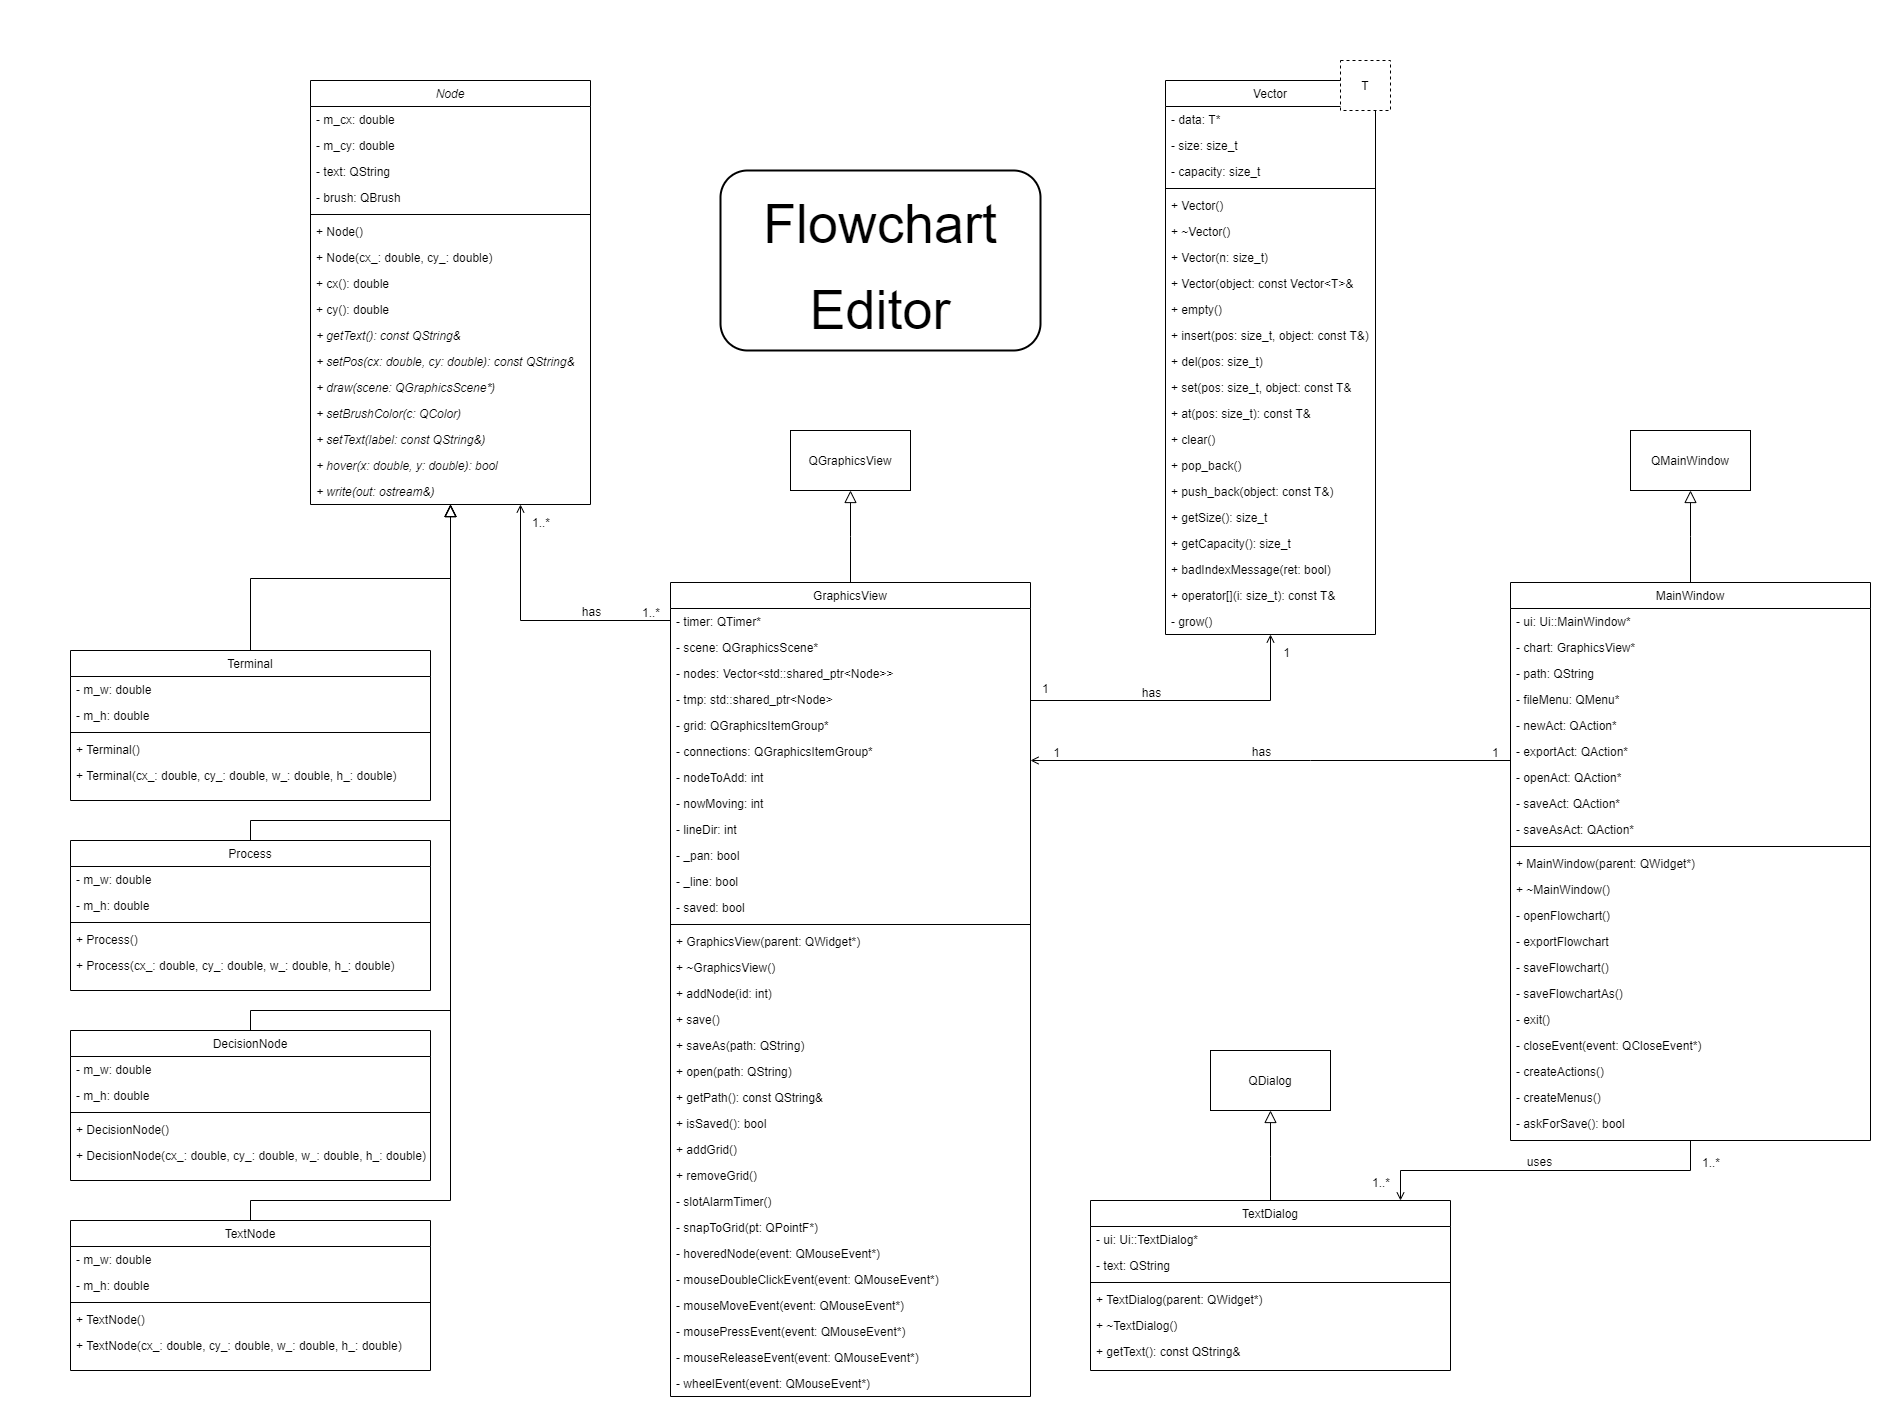 Node
- m_cx: double
- m_cy: double
- text: QString
- brush: QBrush
+ Node()
+ Node(cx_: double, cy_: double)
+ cx(): double
+ cy(): double
+ getText(): const QString&
+ setPos(cx: double, cy: double): const QString&
+ draw(scene: QGraphicsScene*)
+ setBrushColor(c: QColor)
+ setText(label: const QString&)
+ hover(x: double, y: double): bool
+ write(out: ostream&)
1..*
has
1..*
Flowchart
Editor
T
Vector
- data: T*
- size: size_t
- capacity: size_t
+ Vector()
+ ~Vector()
+ Vector(n: size_t)
+ Vector(object: const Vector<T>&
+ empty()
+ insert(pos: size_t, object: const T&)
+ del(pos: size_t)
+ set(pos: size_t, object: const T&
+ at(pos: size_t): const T&
+ clear()
+ pop_back()
+ push_back(object: const T&)
+ getSize(): size_t
+ getCapacity(): size_t
+ badIndexMessage(ret: bool)
+ operator[](i: size_t): const T&
- grow()
1
1
has
QGraphicsView
QMainWindow
Terminal
- m_w: double
- m_h: double
+ Terminal()
+ Terminal(cx_: double, cy_: double, w_: double, h_: double)
Process
- m_w: double
- m_h: double
+ Process()
+ Process(cx_: double, cy_: double, w_: double, h_: double)
DecisionNode
- m_w: double
- m_h: double
+ DecisionNode()
+ DecisionNode(cx_: double, cy_: double, w_: double, h_: double)
TextNode
- m_w: double
- m_h: double
+ TextNode()
+ TextNode(cx_: double, cy_: double, w_: double, h_: double)
GraphicsView
- timer: QTimer*
- scene: QGraphicsScene*
- nodes: Vector<std::shared_ptr<Node>>
- tmp: std::shared_ptr<Node>
- grid: QGraphicsItemGroup*
- connections: QGraphicsItemGroup*
- nodeToAdd: int
- nowMoving: int
- lineDir: int
- _pan: bool
- _line: bool
- saved: bool
+ GraphicsView(parent: QWidget*)
+ ~GraphicsView()
+ addNode(id: int)
+ save()
+ saveAs(path: QString)
+ open(path: QString)
+ getPath(): const QString&
+ isSaved(): bool
+ addGrid()
+ removeGrid()
- slotAlarmTimer()
- snapToGrid(pt: QPointF*)
- hoveredNode(event: QMouseEvent*)
- mouseDoubleClickEvent(event: QMouseEvent*)
- mouseMoveEvent(event: QMouseEvent*)
- mousePressEvent(event: QMouseEvent*)
- mouseReleaseEvent(event: QMouseEvent*)
- wheelEvent(event: QMouseEvent*)
1
has
1
MainWindow
- ui: Ui::MainWindow*
- chart: GraphicsView*
- path: QString
- fileMenu: QMenu*
- newAct: QAction*
- exportAct: QAction*
- openAct: QAction*
- saveAct: QAction*
- saveAsAct: QAction*
+ MainWindow(parent: QWidget*)
+ ~MainWindow()
- openFlowchart()
- exportFlowchart
- saveFlowchart()
- saveFlowchartAs()
- exit()
- closeEvent(event: QCloseEvent*)
- createActions()
- createMenus()
- askForSave(): bool
uses
1..*
1..*
QDialog
TextDialog
- ui: Ui::TextDialog*
- text: QString
+ TextDialog(parent: QWidget*)
+ ~TextDialog()
+ getText(): const QString&